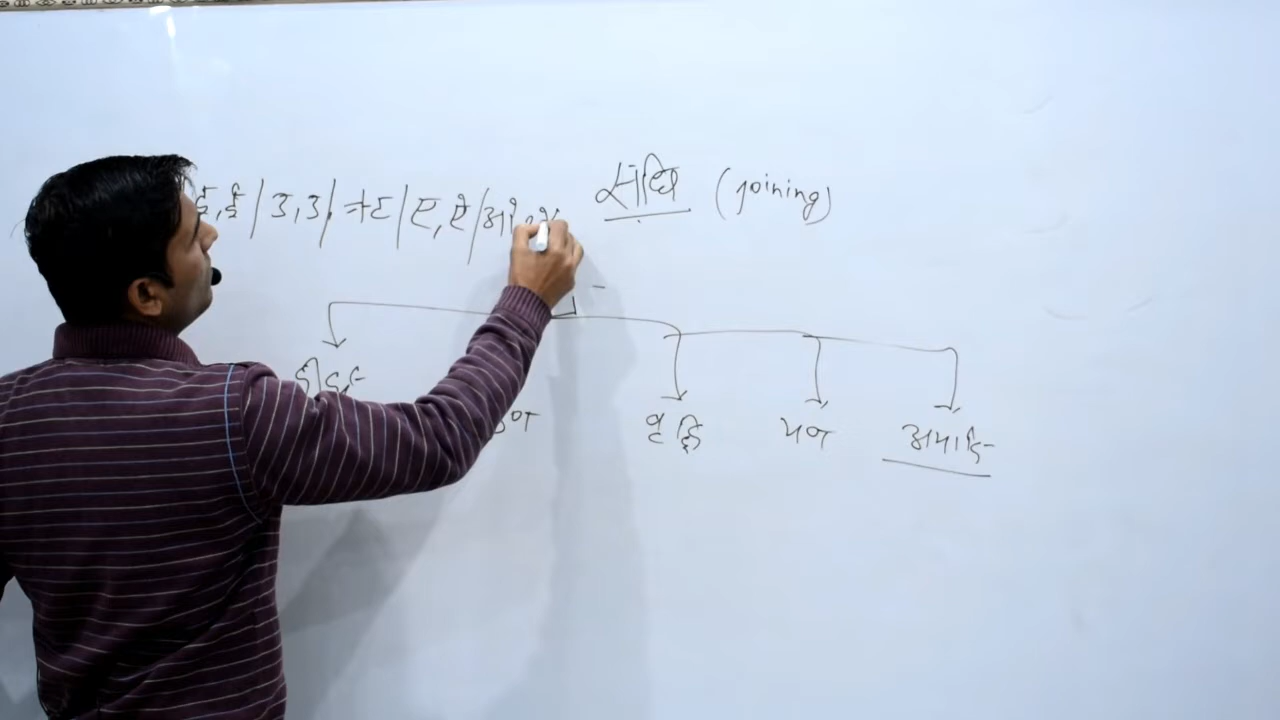 संधि (joining)
इ, ई / उ, ऊ / ऋ / ए, ऐ / ओ,
दीर्घ
वृद्धि यण अयादि